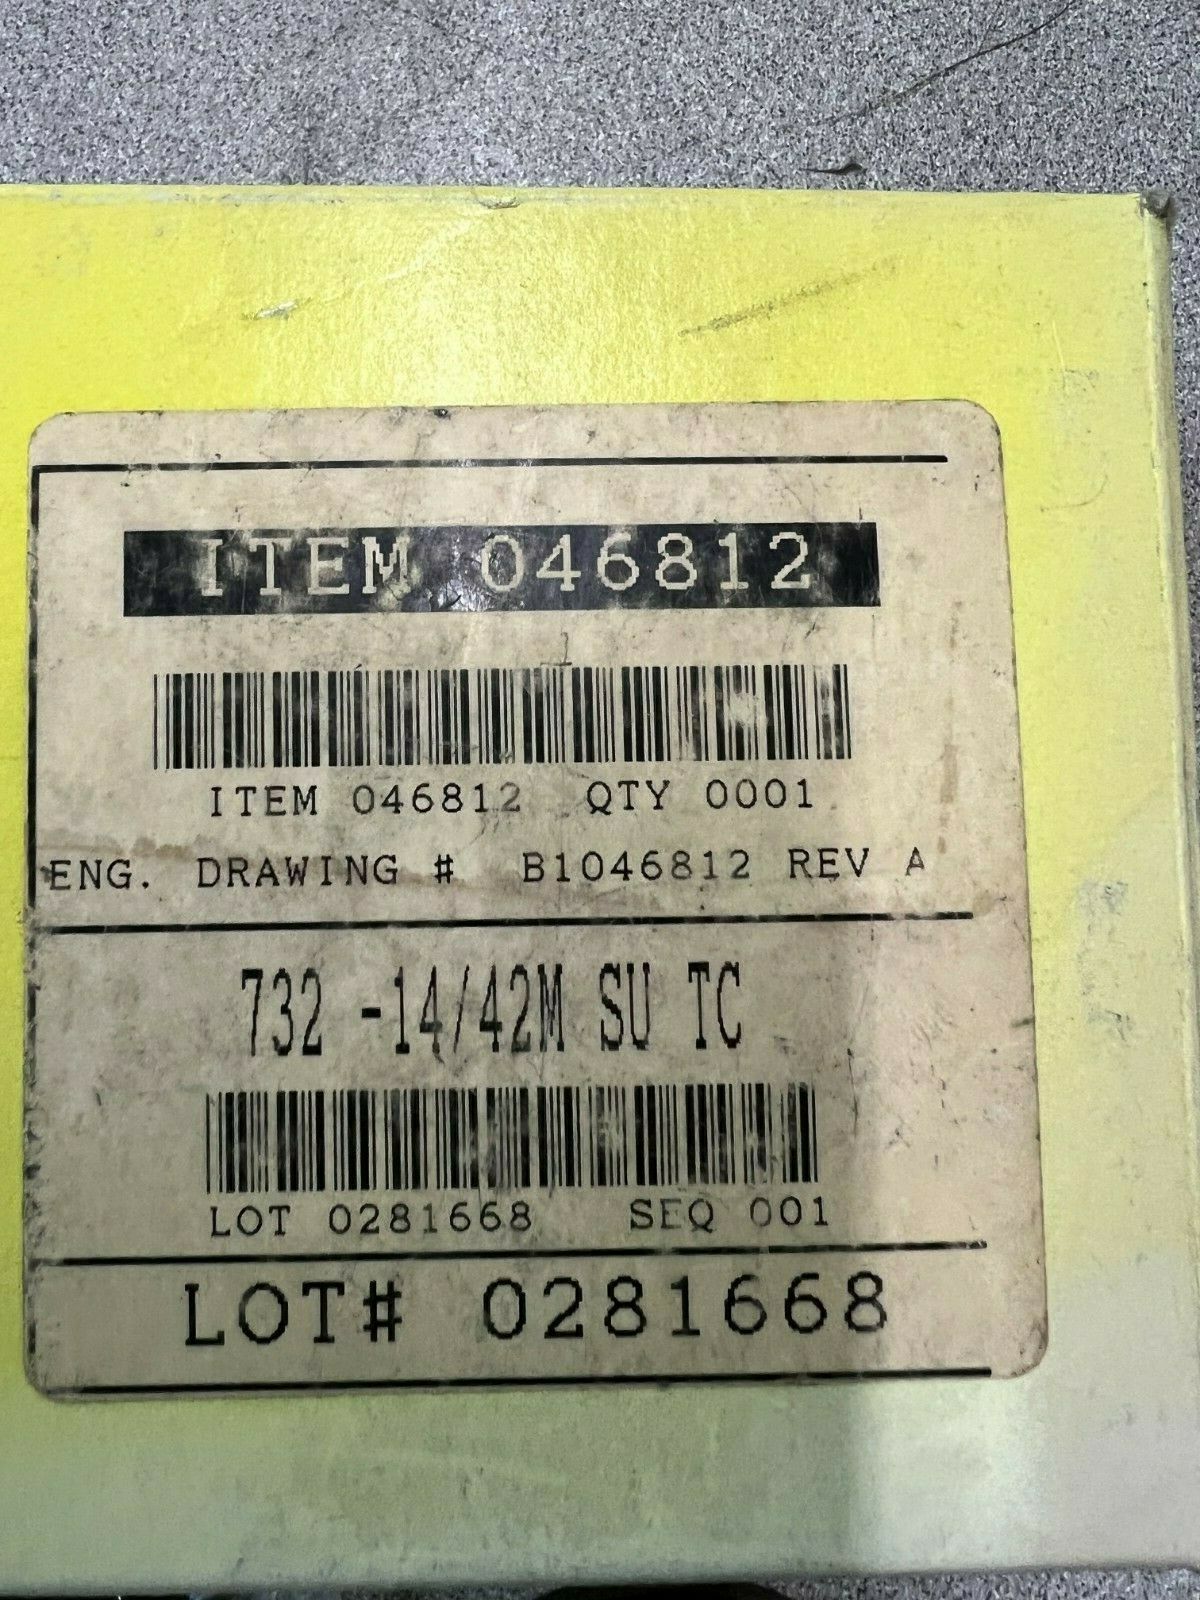 ITEM 046812
ITEM 046812 QTY 0001
ENG. DRAWING # B1046812 REV A
732 -14/42M SU TC
LOT 0281668 SEQ 001
LOT# 0281668